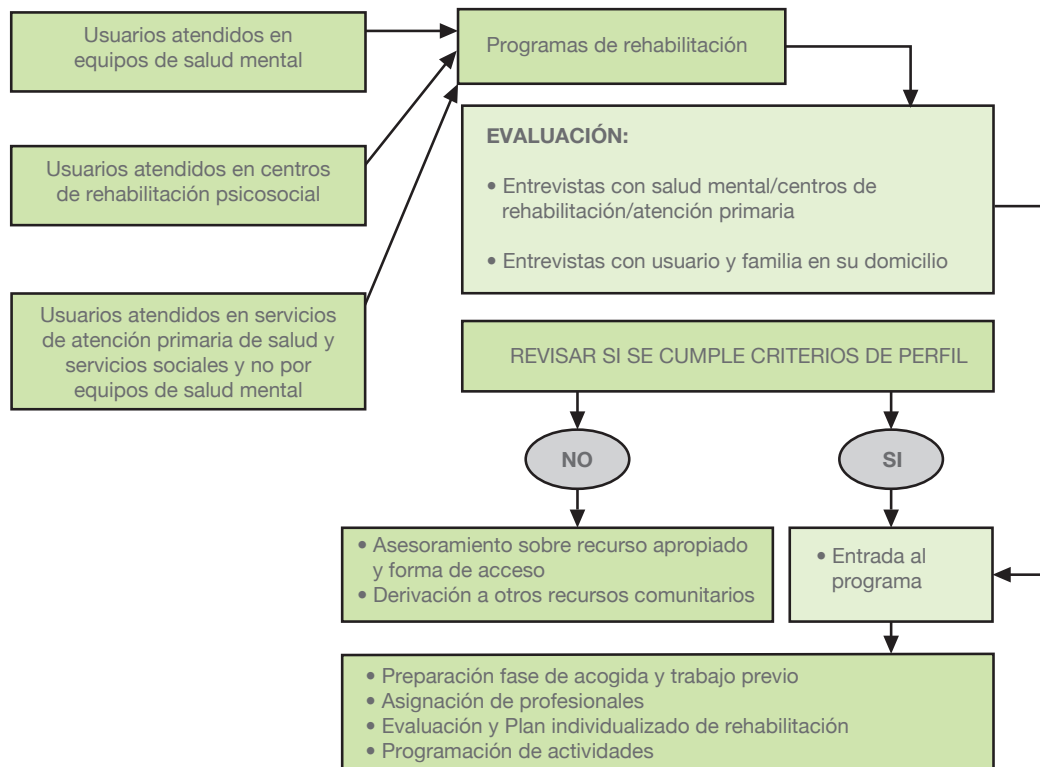 Usuarios atendidos en
equipos de salud mental
Programas de rehabilitación
EVALUACIÓN:
• Entrevistas con salud mental/centros de
rehabilitación/atención primaria
• Entrevistas con usuario y familia en su domicilio
Usuarios atendidos en centros
de rehabilitación psicosocial
Usuarios atendidos en servicios
de atención primaria de salud y
servicios sociales y no por
equipos de salud mental
REVISAR SI SE CUMPLE CRITERIOS DE PERFIL
NO
SI
• Asesoramiento sobre recurso apropiado
y forma de acceso
• Derivación a otros recursos comunitarios
• Entrada al
programa
• Preparación fase de acogida y trabajo previo
• Asignación de profesionales
• Evaluación y Plan individualizado de rehabilitación
• Programación de actividades